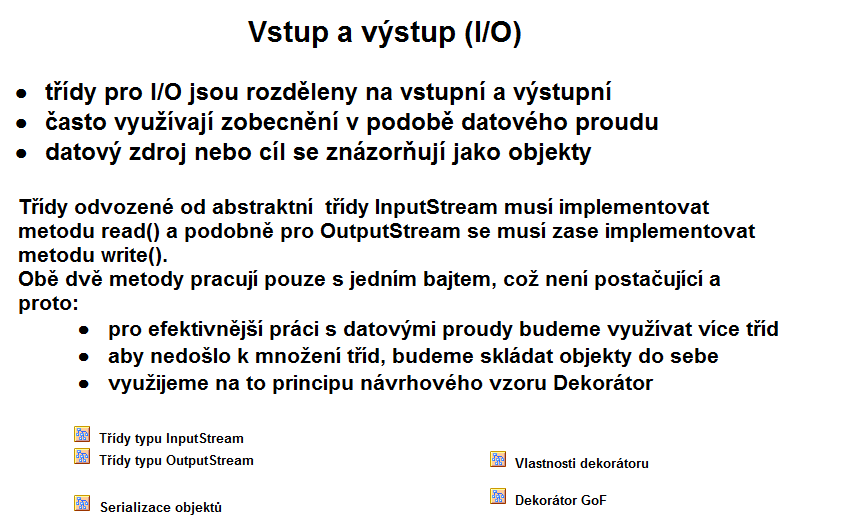 Vstup a výstup (I/O)
● třídy pro I/O jsou rozděleny na vstupní a výstupní
● často využívají zobecnění v podobě datového proudu
● datový zdroj nebo cíl se znázorňují jako objekty
Třídy odvozené od abstraktní třídy InputStream musí implementovat
metodu read() a podobně pro OutputStream se musí zase implementovat
metodu write().
Obě dvě metody pracují pouze s jedním bajtem, což není postačující a
proto:
● pro efektivnější práci s datovými proudy budeme využívat více tříd
● aby nedošlo k množení tříd, budeme skládat objekty do sebe
● využijeme na to principu návrhového vzoru Dekorátor
Třídy typu InputStream
Třídy typu OutputStream
Serializace objektů
Vlastnosti dekorátoru
Dekorátor GoF